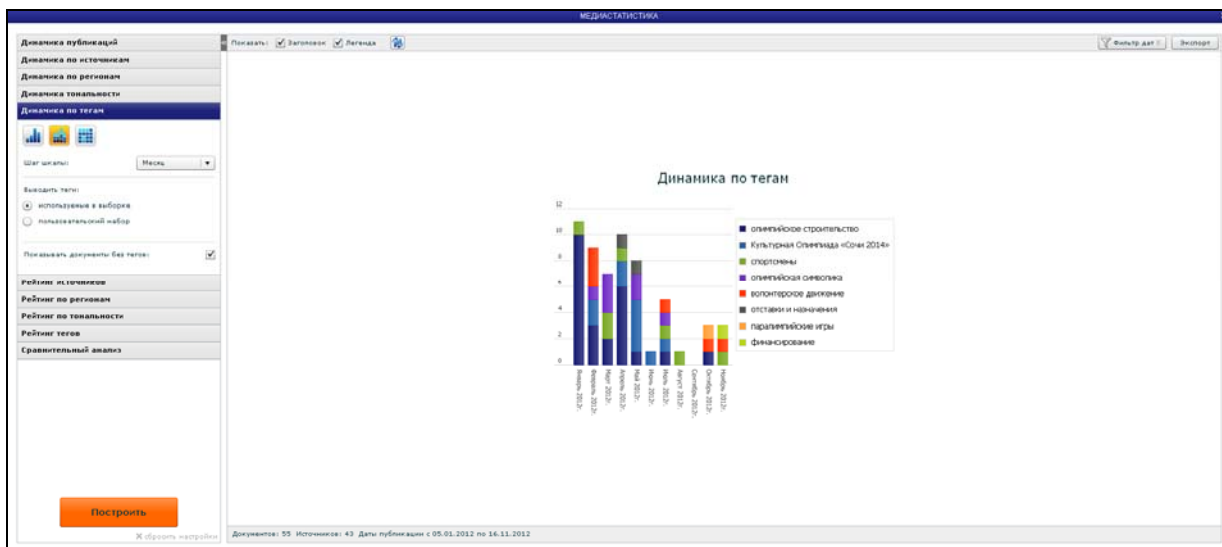 МЕДИАСТАТИСТИКА
Динамика публикаций
Динамика по источникам
Динамика по регионам
Динамика тональности
Динамика по тегам
Шаг шкалы: Месяц
Выводить теги:
используемые в выборке
пользовательский набор
Показывать документы без тегов:
Рейтинг источников
Рейтинг по регионам
Рейтинг по тональности
Рейтинг тегов
Сравнительный анализ
Построить
сбросить настройки
Показать: Заголовок Легенда
Фильтр дат
Экспорт
Динамика по тегам
12
10
8
6
4
2
0
Январь 2012г.
Февраль 2012г.
Март 2012г.
Апрель 2012г.
Май 2012г.
Июнь 2012г.
Июль 2012г.
Август 2012г.
Сентябрь 2012г.
Октябрь 2012г.
Ноябрь 2012г.
олимпийское строительство
Культурная Олимпиада «Сочи 2014»
спортсмены
олимпийская символика
волонтерское движение
отставки и назначения
паралимпийские игры
финансирование
Документов: 55 Источников: 43 Даты публикации с 05.01.2012 по 16.11.2012